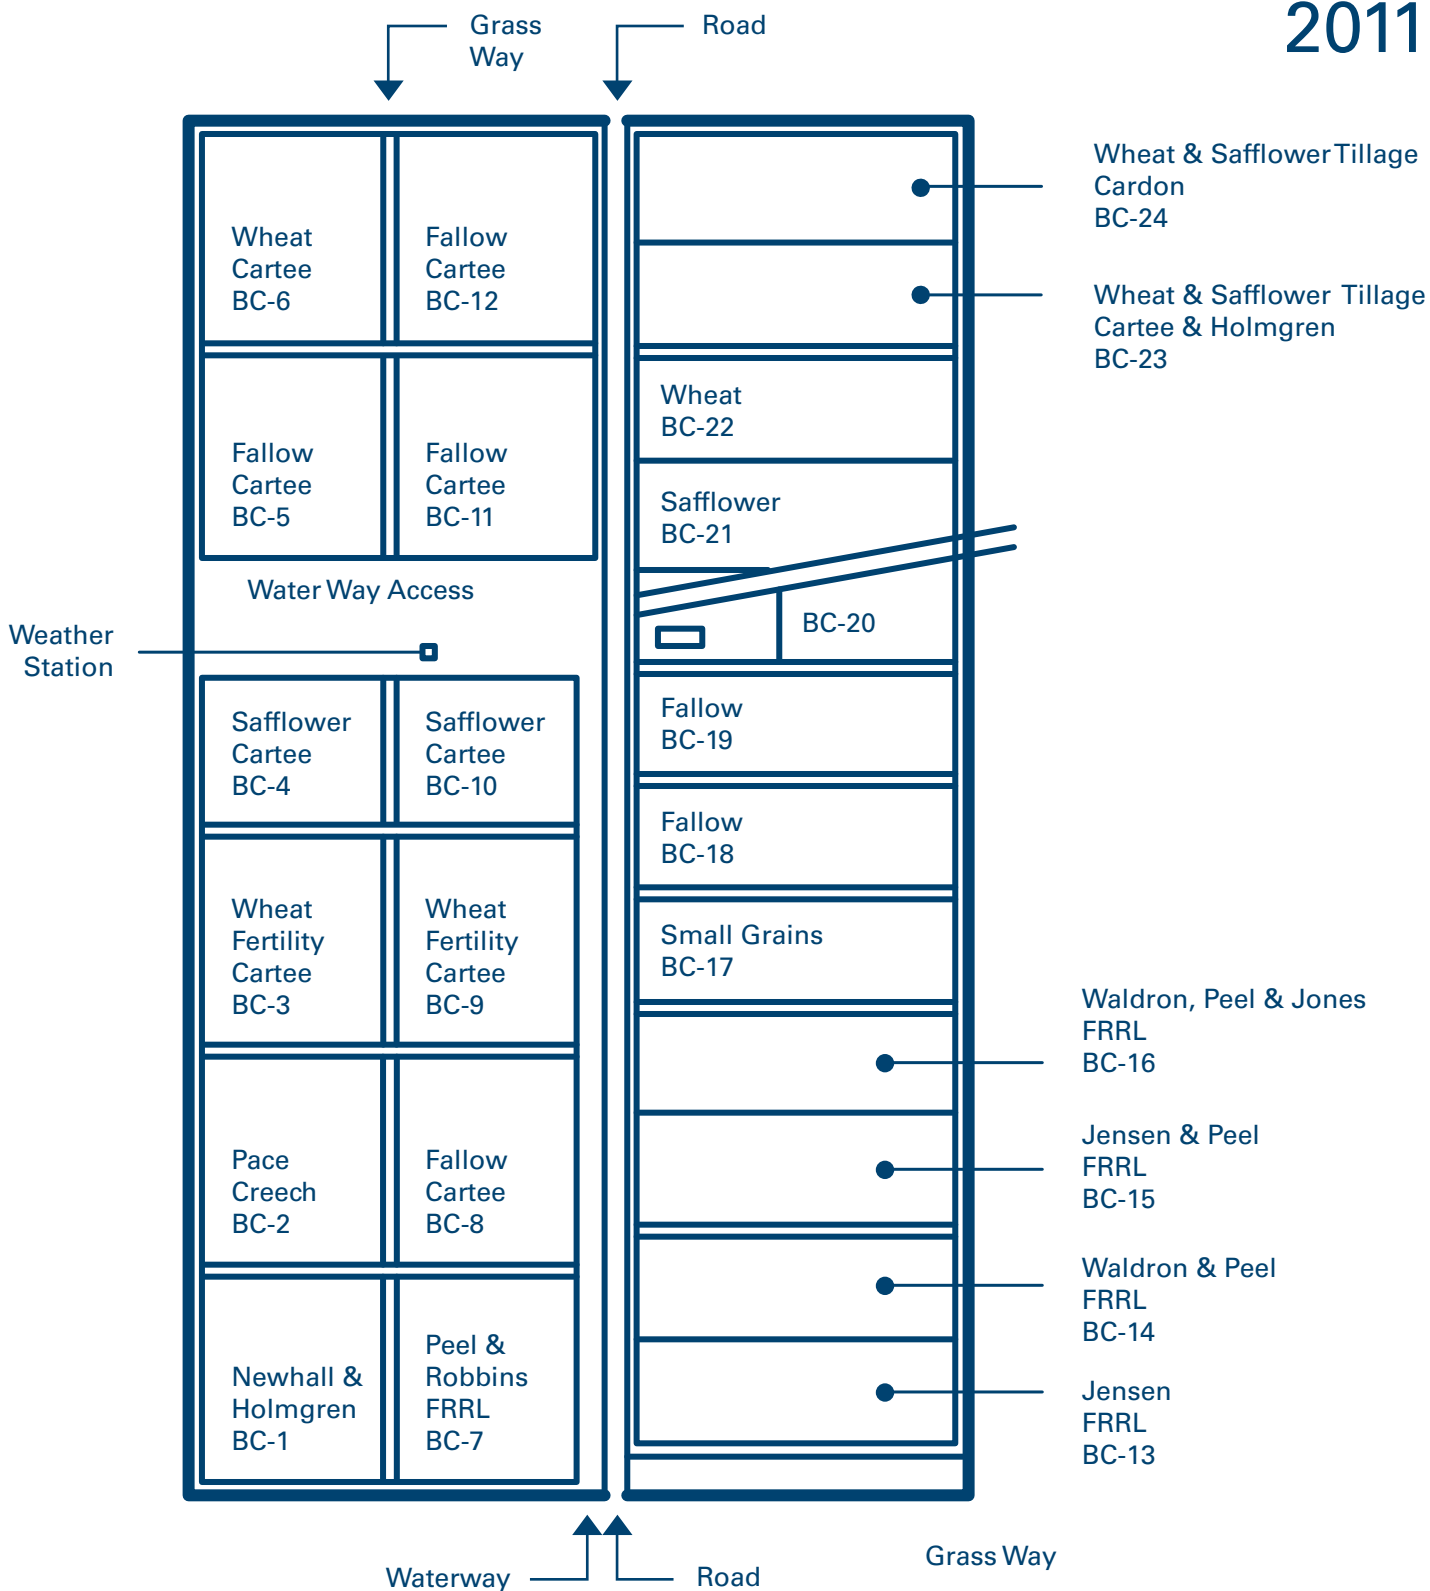 2011
Grass
Way
Road
Wheat
Cartee
BC-6
Fallow
Cartee
BC-12
Fallow
Cartee
BC-5
Fallow
Cartee
BC-11
Water Way Access
Weather
Station
Safflower
Cartee
BC-4
Safflower
Cartee
BC-10
Wheat
Fertility
Cartee
BC-3
Wheat
Fertility
Cartee
BC-9
Pace
Creech
BC-2
Fallow
Cartee
BC-8
Newhall &
Holmgren
BC-1
Peel &
Robbins
FRRL
BC-7
Wheat & Safflower Tillage
Cardon
BC-24
Wheat & Safflower Tillage
Cartee & Holmgren
BC-23
Wheat
BC-22
Safflower
BC-21
BC-20
Fallow
BC-19
Fallow
BC-18
Small Grains
BC-17
Waldron, Peel & Jones
FRRL
BC-16
Jensen & Peel
FRRL
BC-15
Waldron & Peel
FRRL
BC-14
Jensen
FRRL
BC-13
Waterway
Road
Grass Way